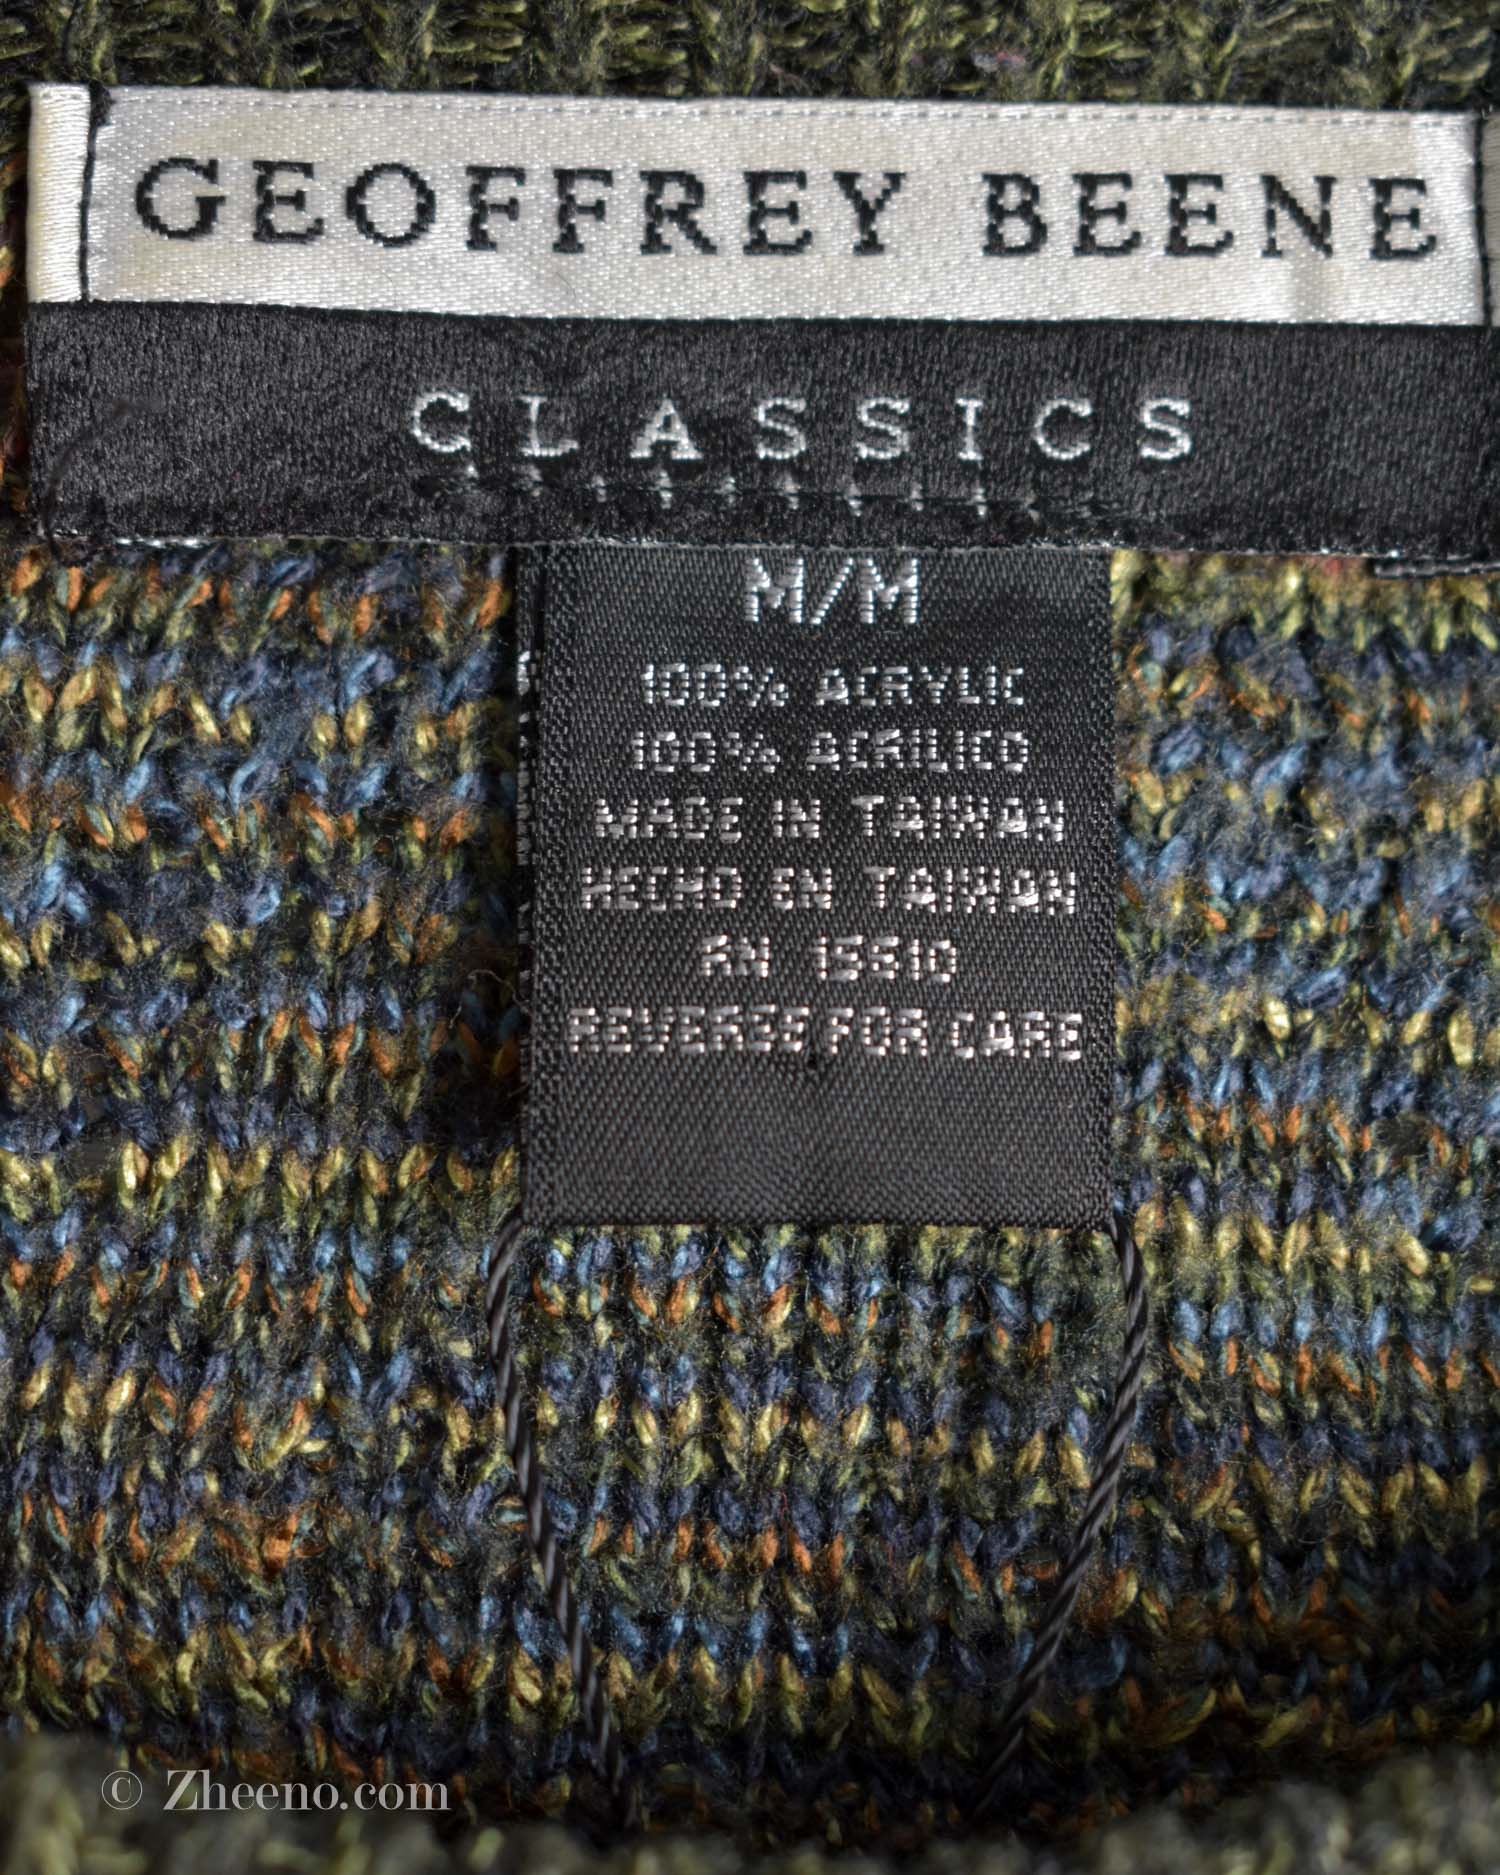 GEOFFREY BEENE
CLASSICS
M/M
100% ACRYLIC
100% ACRILICO
MADE IN TAIWAN
HECHO EN TAIWAN
RN
REVERSE FOR CARE
© Zheeno.com